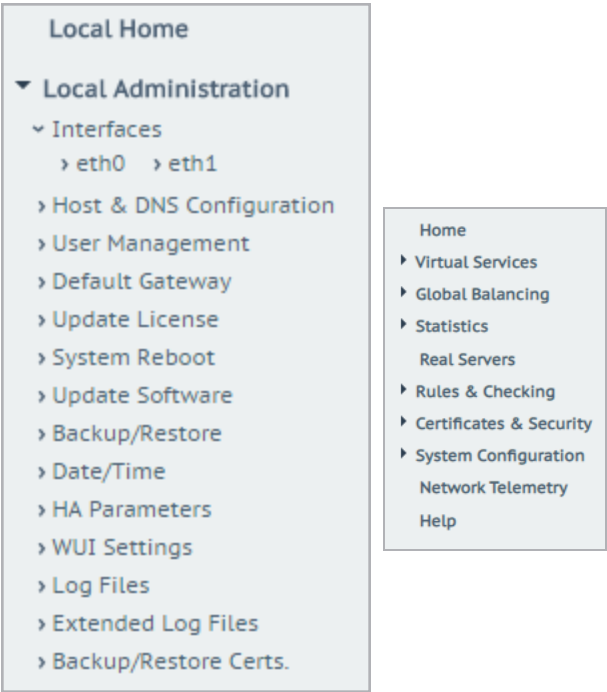 Local Home
Local Administration
Interfaces
eth0 eth1
Host & DNS Configuration
User Management
Default Gateway
Update License
System Reboot
Update Software
Backup/Restore
Date/Time
HA Parameters
WUI Settings
Log Files
Extended Log Files
Backup/Restore Certs.
Home
Virtual Services
Global Balancing
Statistics
Real Servers
Rules & Checking
Certificates & Security
System Configuration
Network Telemetry
Help